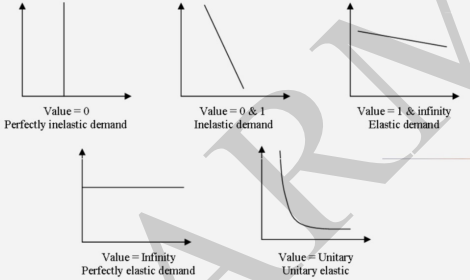 Value = 0
Perfectly inelastic demand
Value = 0 & 1
Inelastic demand
Value = 1 & infinity
Elastic demand
Value = Infinity
Perfectly elastic demand
Value = Unitary
Unitary elastic